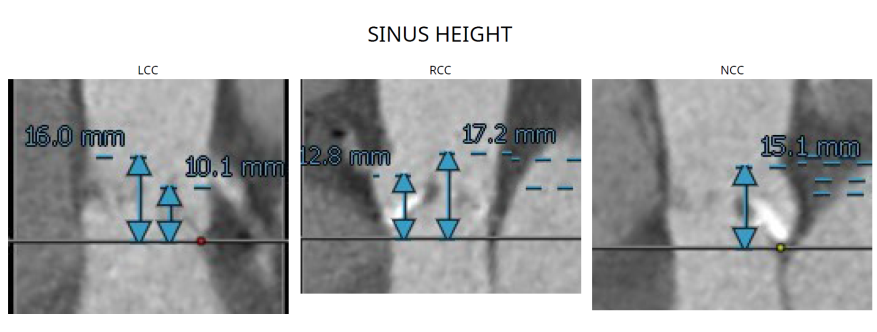 SINUS HEIGHT
LCC
RCC
NCC
16.0 mm
10.1 mm
12.8 mm
17.2 mm
15.1 mm